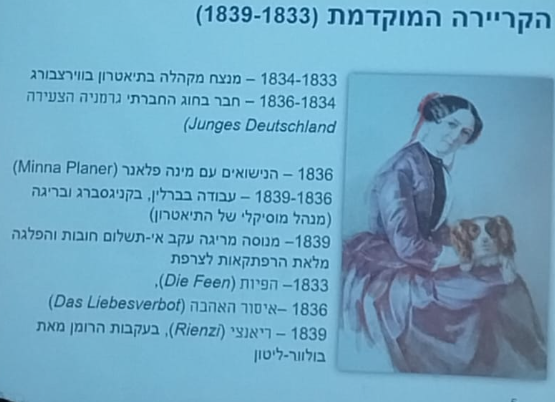 הקריירה המוקדמת (1839-1833)
1834-1833 – מנצח מקהלה בתיאטרון בווירצבורג
1836-1834 – חבר בחוג החברתי גרמניה הצעירה
(Junges Deutschland
1836 – הנישואים עם מינה פלאנר (Minna Planer)
1839-1836 – עבודה בברלין, בקניגסברג ובריגה
(מנהל מוסיקלי של התיאטרון)
1839– מנוסה מריגה עקב אי-תשלום חובות והפלגה
מלאת הרפתקאות לצרפת
1833– הפיות (Die Feen),
1836 –איסור האהבה (Das Liebesverbot)
1839 – ריאנצי (Rienzi), בעקבות הרומן מאת
בולוור-ליטון